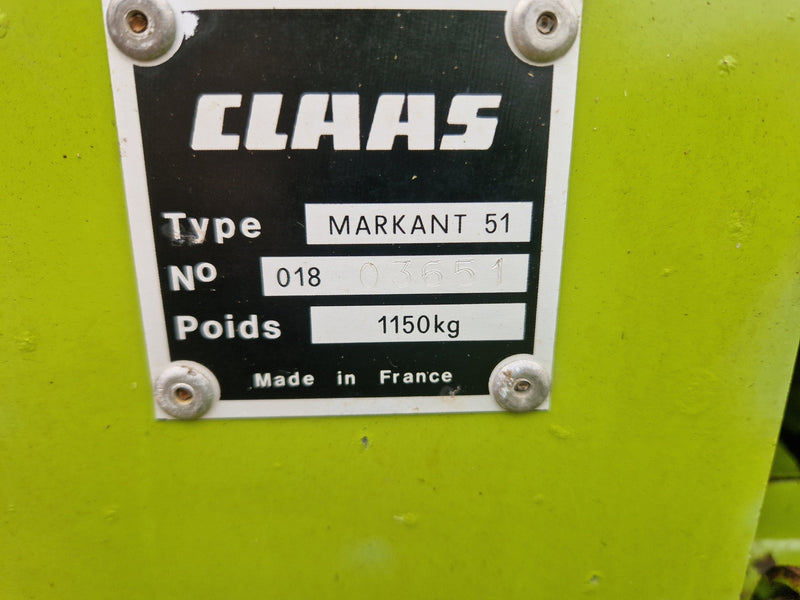 CLAAS
Type MARKANT 51
No 018 03651
Poids 1150kg
Made in France